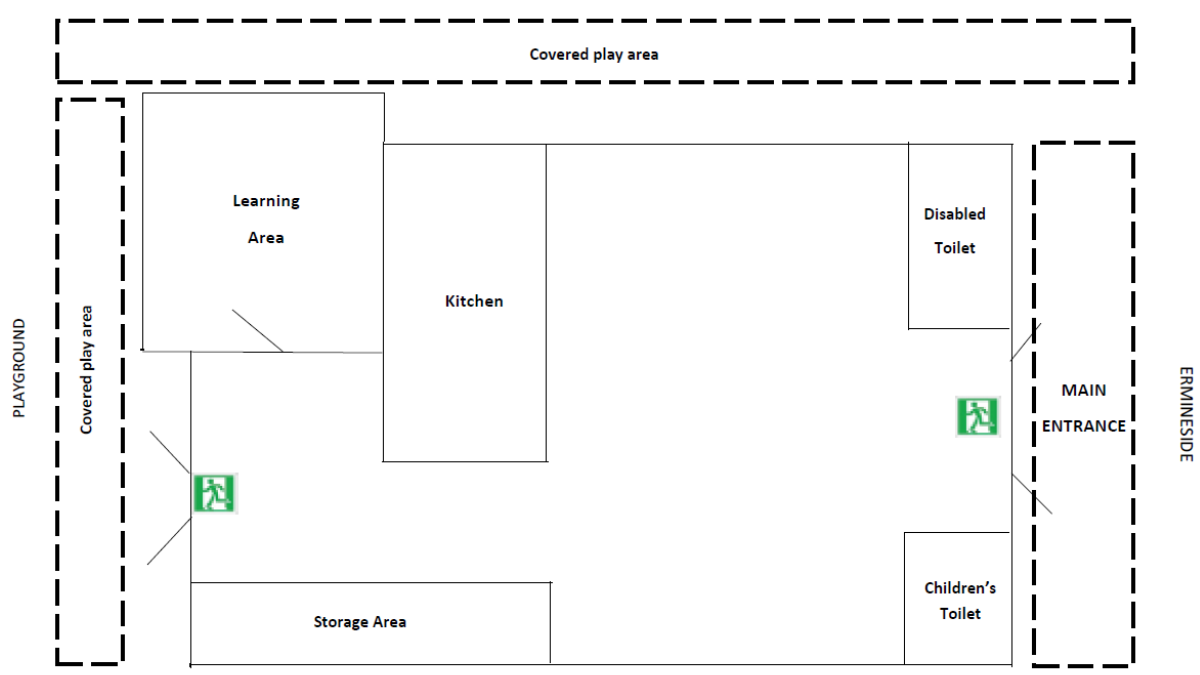 Covered play area
Learning
Area
Disabled
Toilet
Kitchen
PLAYGROUND
Covered play area
MAIN
ENTRANCE
ERMINESIDE
Children’s
Toilet
Storage Area